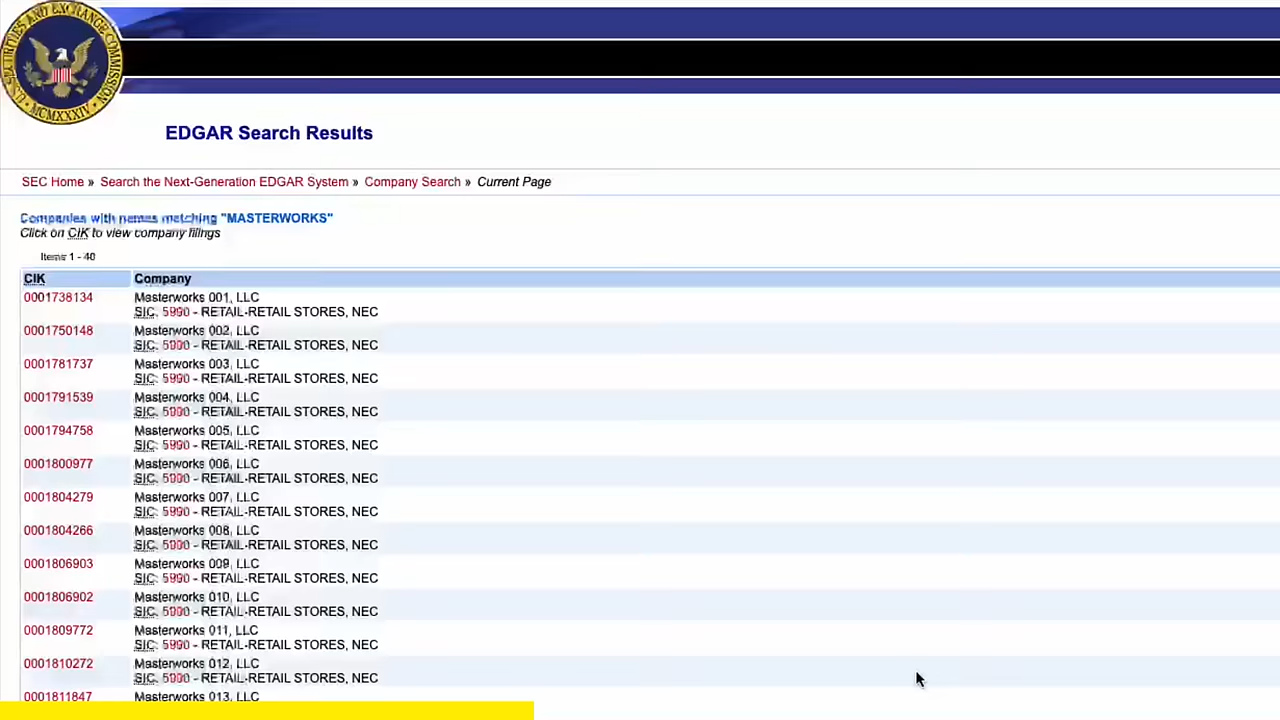 U.S. SECURITIES AND EXCHANGE COMMISSION
MCMXXXIV
EDGAR Search Results
SEC Home » Search the Next-Generation EDGAR System » Company Search » Current Page
Companies with names matching "MASTERWORKS"
Click on CIK to view company filings
Items 1 - 40
CIK Company
0001738134 Masterworks 001, LLC
SIC: 5990 - RETAIL-RETAIL STORES, NEC
0001750148 Masterworks 002, LLC
SIC: 5990 - RETAIL-RETAIL STORES, NEC
0001781737 Masterworks 003, LLC
SIC: 5990 - RETAIL-RETAIL STORES, NEC
0001791539 Masterworks 004, LLC
SIC: 5990 - RETAIL-RETAIL STORES, NEC
0001794758 Masterworks 005, LLC
SIC: 5990 - RETAIL-RETAIL STORES, NEC
0001800977 Masterworks 006, LLC
SIC: 5990 - RETAIL-RETAIL STORES, NEC
0001804279 Masterworks 007, LLC
SIC: 5990 - RETAIL-RETAIL STORES, NEC
0001804266 Masterworks 008, LLC
SIC: 5990 - RETAIL-RETAIL STORES, NEC
0001806903 Masterworks 009, LLC
SIC: 5990 - RETAIL-RETAIL STORES, NEC
0001806902 Masterworks 010, LLC
SIC: 5990 - RETAIL-RETAIL STORES, NEC
0001809772 Masterworks 011, LLC
SIC: 5990 - RETAIL-RETAIL STORES, NEC
0001810272 Masterworks 012, LLC
SIC: 5990 - RETAIL-RETAIL STORES, NEC
0001811847 Masterworks 013, LLC